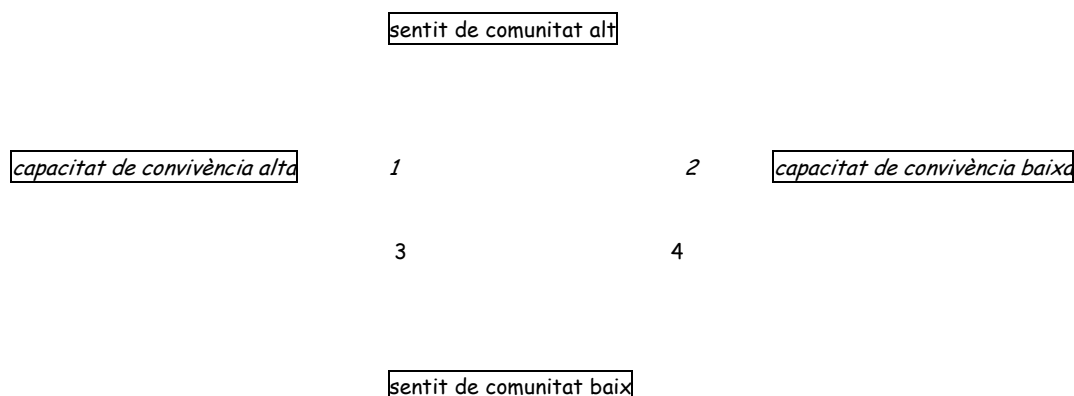 sentit de comunitat alt
capacitat de convivència alta 1 2 capacitat de convivència baixa
3 4
sentit de comunitat baix